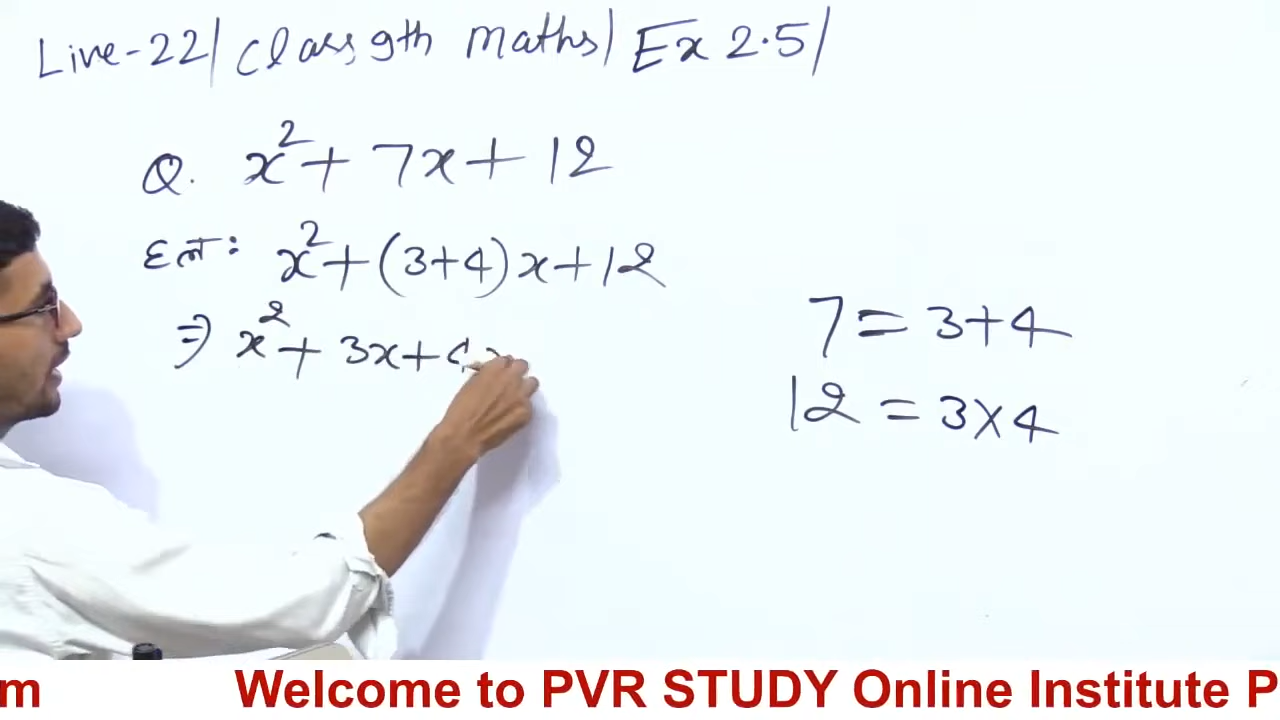 Live-22/ Class 9th maths/ Ex 2.5/
Q. x² + 7x + 12
हल: x² + (3+4)x + 12
⇒ x² + 3x + 4x
7 = 3+4
12 = 3×4
m Welcome to PVR STUDY Online Institute P